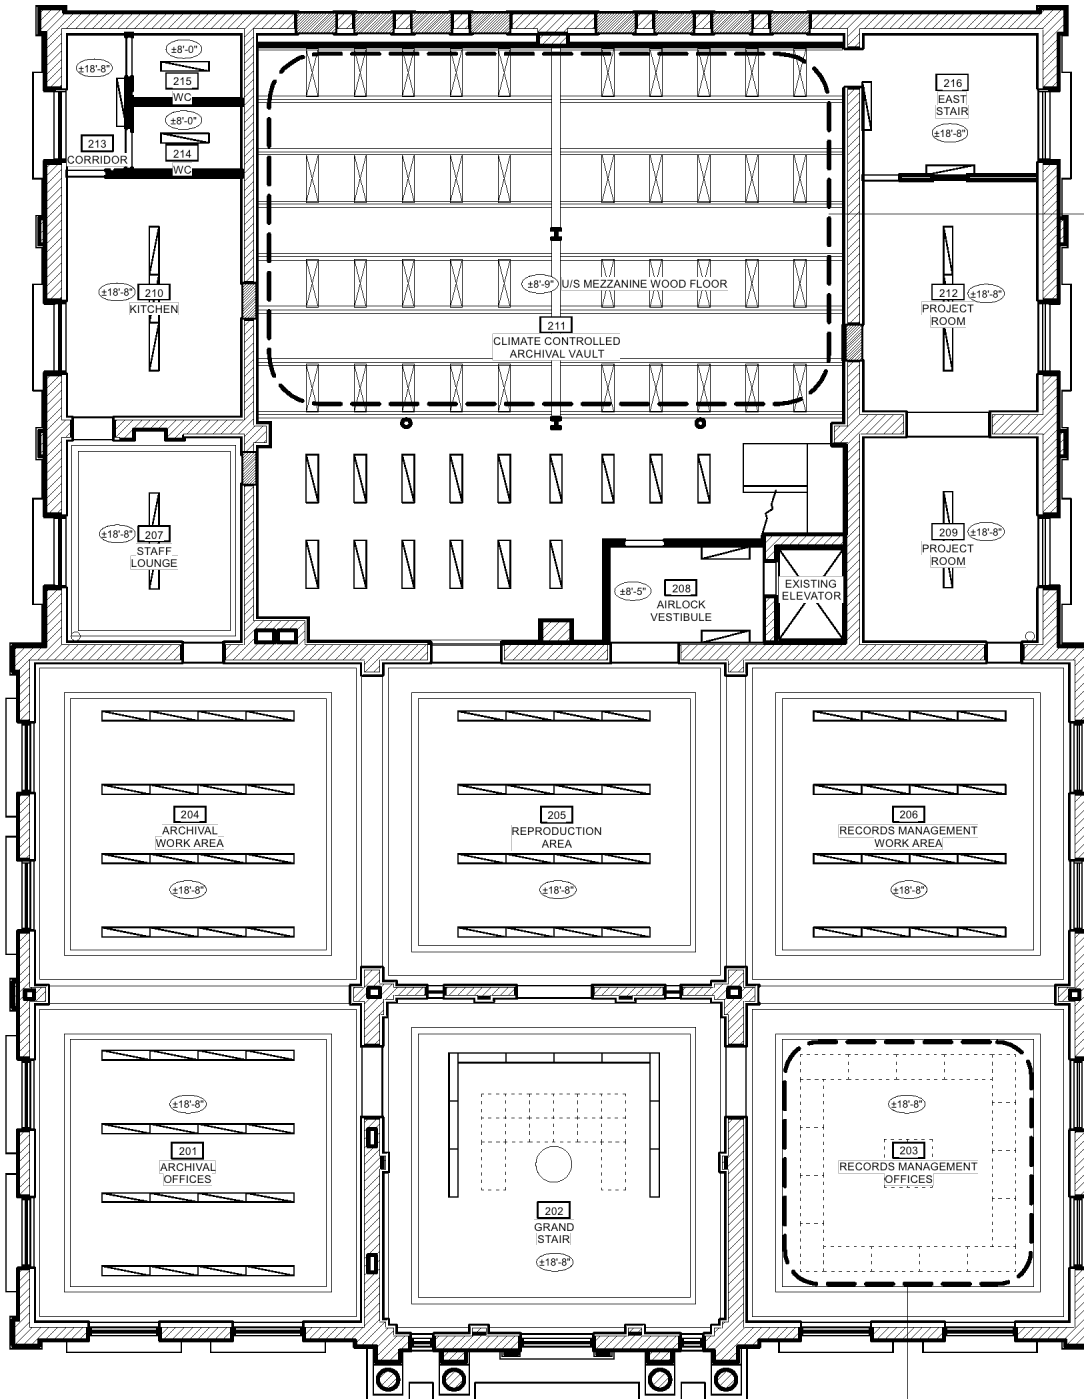 ±8'-0"
±18'-8"
215
WC
216
EAST
STAIR
±8'-0"
±18'-8"
213
CORRIDOR
214
WC
±8'-9"
U/S MEZZANINE WOOD FLOOR
±18'-8"
210
KITCHEN
212
±18'-8"
PROJECT
ROOM
211
CLIMATE CONTROLLED
ARCHIVAL VAULT
±18'-8"
207
STAFF
LOUNGE
209
±18'-8"
PROJECT
ROOM
±8'-5"
208
AIRLOCK
VESTIBULE
EXISTING
ELEVATOR
204
ARCHIVAL
WORK AREA
±18'-8"
205
REPRODUCTION
AREA
±18'-8"
206
RECORDS MANAGEMENT
WORK AREA
±18'-8"
±18'-8"
201
ARCHIVAL
OFFICES
202
GRAND
STAIR
±18'-8"
±18'-8"
203
RECORDS MANAGEMENT
OFFICES